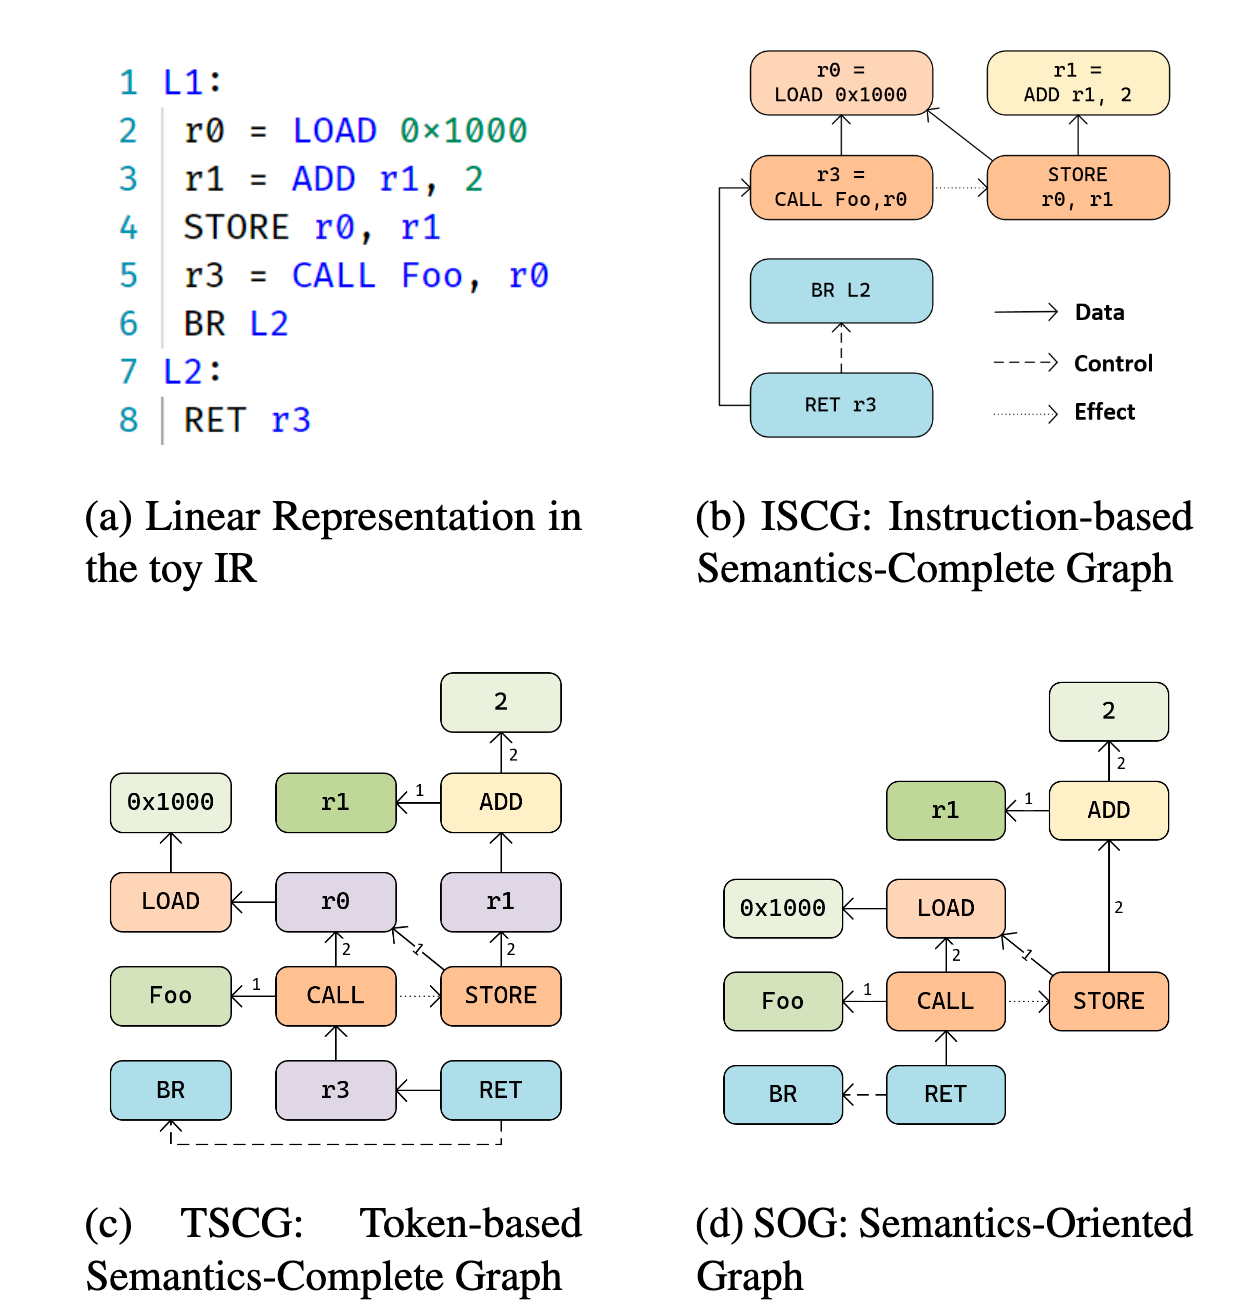 1 L1:
2 r0 = LOAD 0×1000
3 r1 = ADD r1, 2
4 STORE r0, r1
5 r3 = CALL Foo, r0
6 BR L2
7 L2:
8 RET r3
(a) Linear Representation in
the toy IR
r0 =
LOAD 0x1000
r1 =
ADD r1, 2
r3 =
CALL Foo,r0
STORE
r0, r1
BR L2
RET r3
Data
Control
Effect
(b) ISCG: Instruction-based
Semantics-Complete Graph
2
2
0x1000
r1
1
ADD
LOAD
r0
r1
2
1
2
Foo
1
CALL
STORE
BR
r3
RET
(c) TSCG: Token-based
Semantics-Complete Graph
2
2
r1
1
ADD
0x1000
LOAD
2
2
1
Foo
1
CALL
STORE
BR
RET
(d) SOG: Semantics-Oriented
Graph